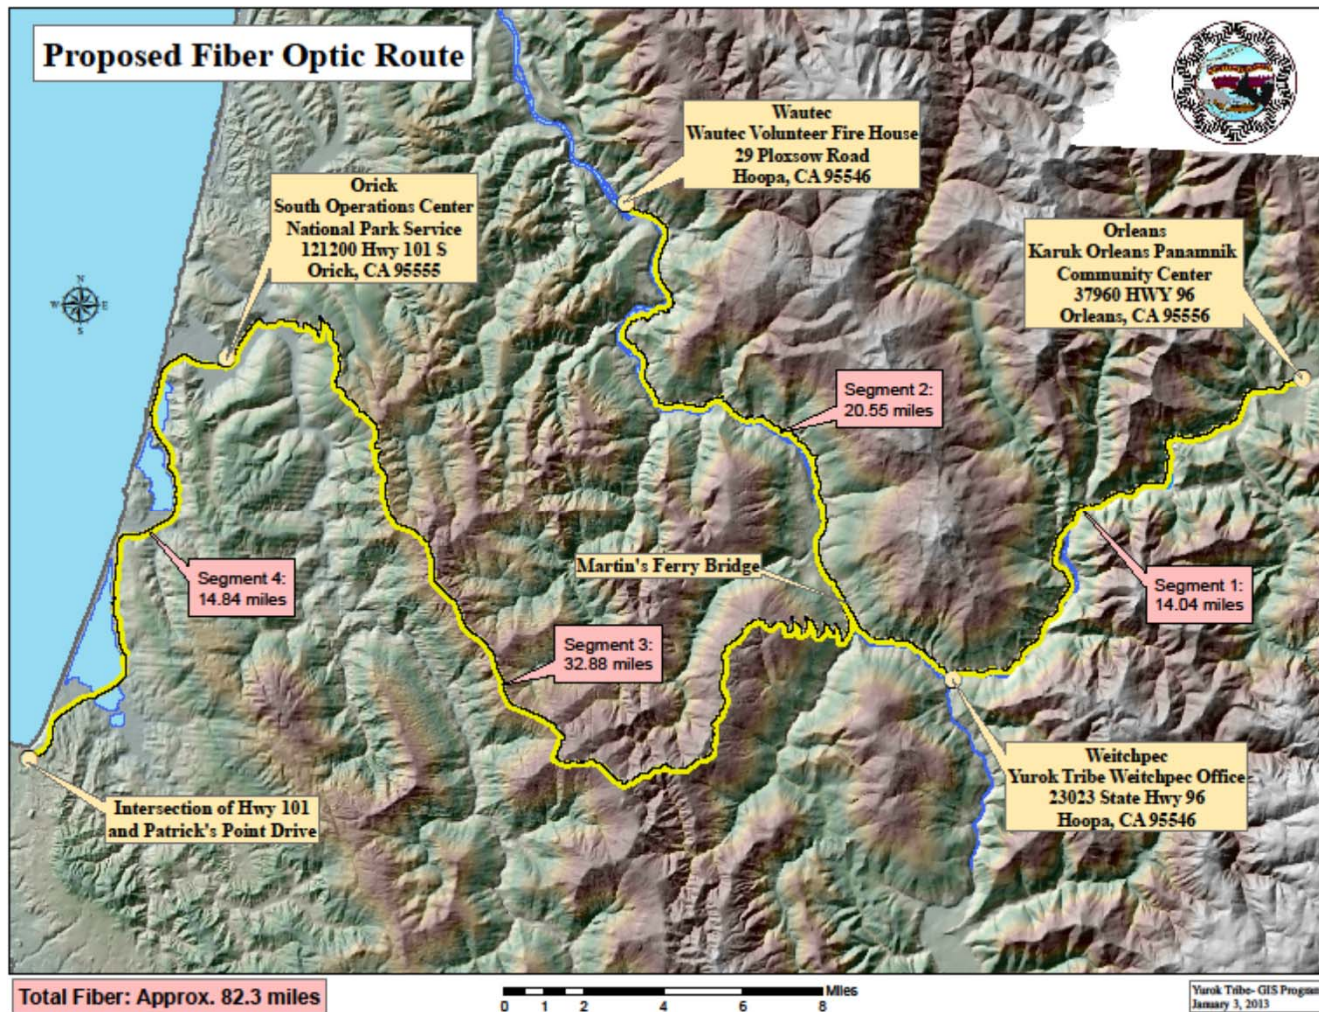 Proposed Fiber Optic Route
Wautec
Wautec Volunteer Fire House
29 Ploxsow Road
Hoopa, CA 95546
Orick
South Operations Center
National Park Service
121200 Hwy 101 S
Orick, CA 95555
Orleans
Karuk Orleans Panamnik
Community Center
37960 HWY 96
Orleans, CA 95556
N
W E
S
Segment 2:
20.55 miles
Martin's Ferry Bridge
Segment 4:
14.84 miles
Segment 1:
14.04 miles
Segment 3:
32.88 miles
Weitchpec
Yurok Tribe Weitchpec Office
23023 State Hwy 96
Hoopa, CA 95546
Intersection of Hwy 101
and Patrick's Point Drive
Total Fiber: Approx. 82.3 miles
Miles
0 1 2 4 6 8
Yurok Tribe- GIS Program
January 3, 2013